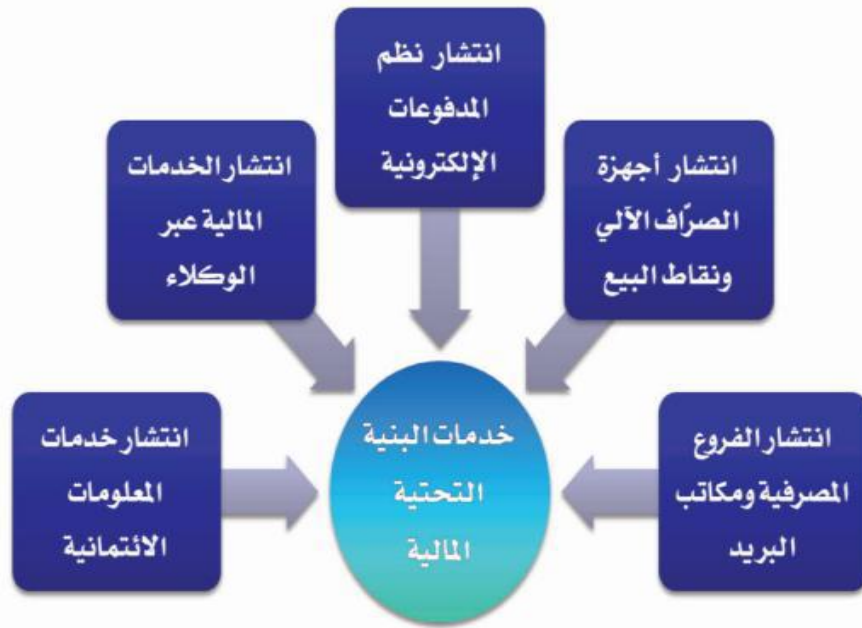 انتشار نظم
المدفوعات
الإلكترونية
انتشار أجهزة
الصرّاف الآلي
ونقاط البيع
انتشار الخدمات
المالية عبر
الوكلاء
انتشار الفروع
المصرفية ومكاتب
البريد
خدمات البنية
التحتية
المالية
انتشار خدمات
المعلومات
الائتمانية